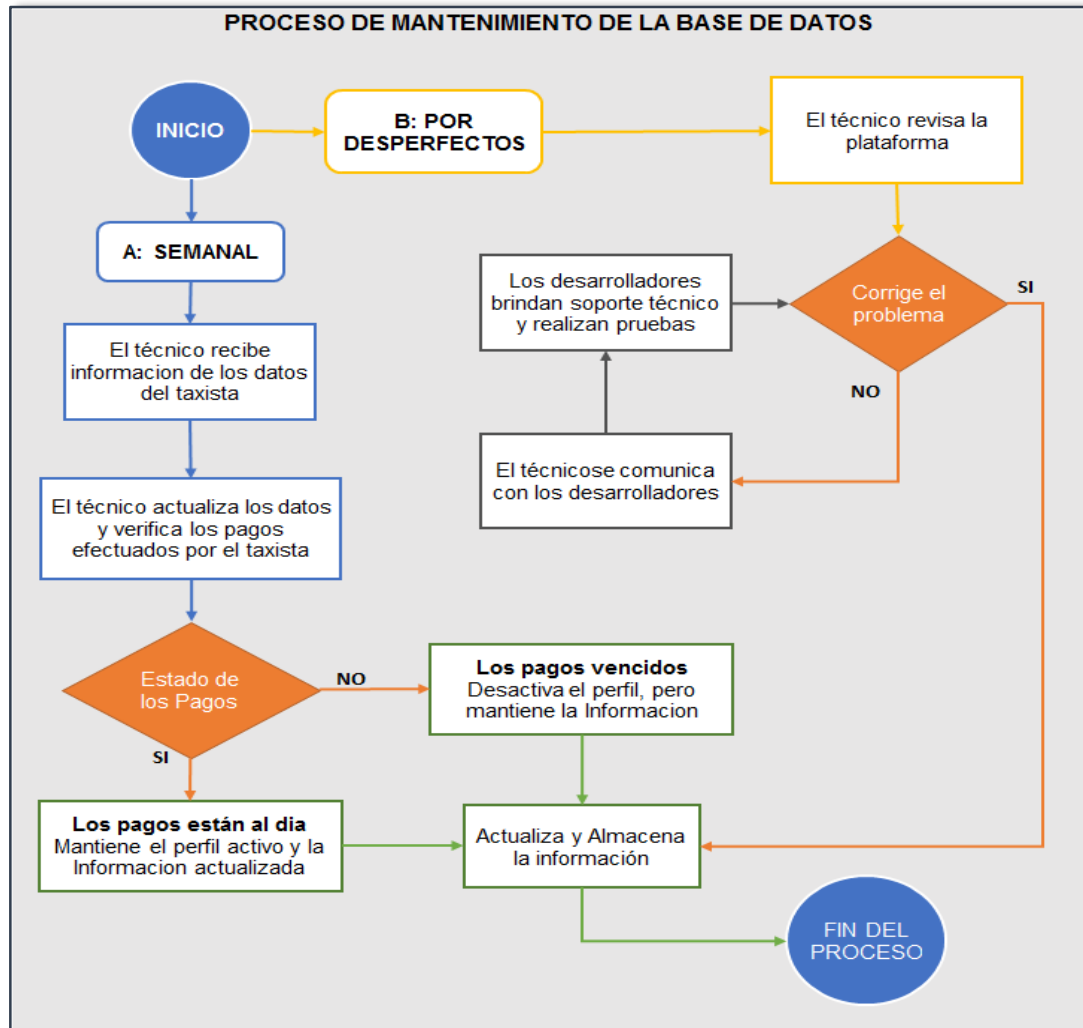 PROCESO DE MANTENIMIENTO DE LA BASE DE DATOS
INICIO
B: POR
DESPERFECTOS
El técnico revisa la
plataforma
A: SEMANAL
Los desarrolladores
brindan soporte técnico
y realizan pruebas
Corrige el
problema
SI
NO
El técnico recibe
informacion de los datos
del taxista
El técnicose comunica
con los desarrolladores
El técnico actualiza los datos
y verifica los pagos
efectuados por el taxista
Estado de
los Pagos
NO
Los pagos vencidos
Desactiva el perfil, pero
mantiene la Informacion
SI
Los pagos están al dia
Mantiene el perfil activo y la
Informacion actualizada
Actualiza y Almacena
la información
FIN DEL
PROCESO